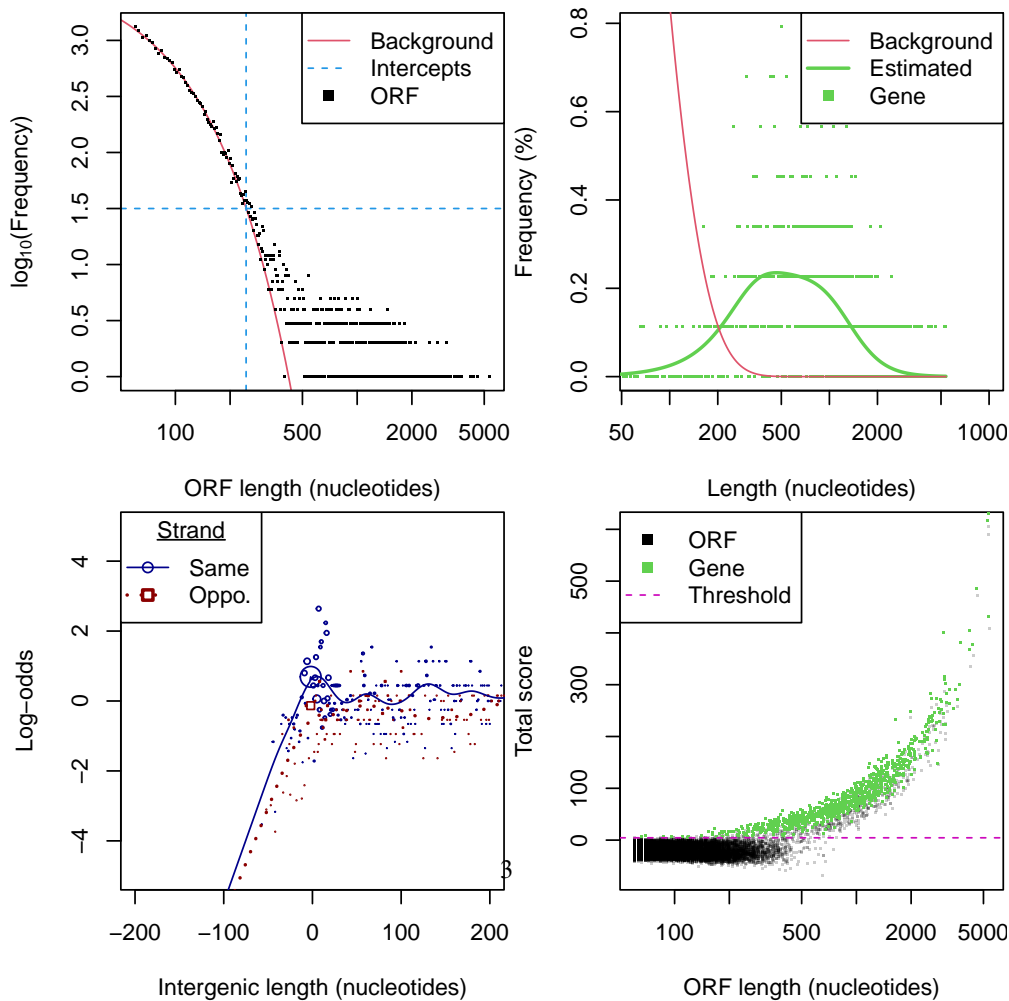 Background
Intercepts
ORF
log10(Frequency)
3.0
2.5
2.0
1.5
1.0
0.5
0.0
100
500
2000
5000
ORF length (nucleotides)
Background
Estimated
Gene
Frequency (%)
0.8
0.6
0.4
0.2
0.0
50
200
500
2000
1000
Length (nucleotides)
Strand
Same
Oppo.
Log−odds
4
2
0
−2
−4
−200
−100
0
100
200
3
Intergenic length (nucleotides)
ORF
Gene
Threshold
Total score
500
300
100
0
100
500
2000
5000
ORF length (nucleotides)